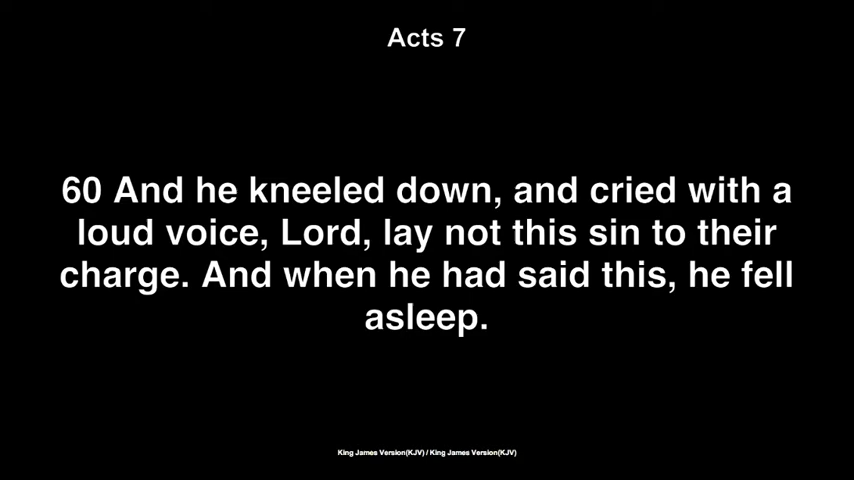 Acts 7
60 And he kneeled down, and cried with a
loud voice, Lord, lay not this sin to their
charge. And when he had said this, he fell
asleep.
King James Version(KJV) / King James Version(KJV)